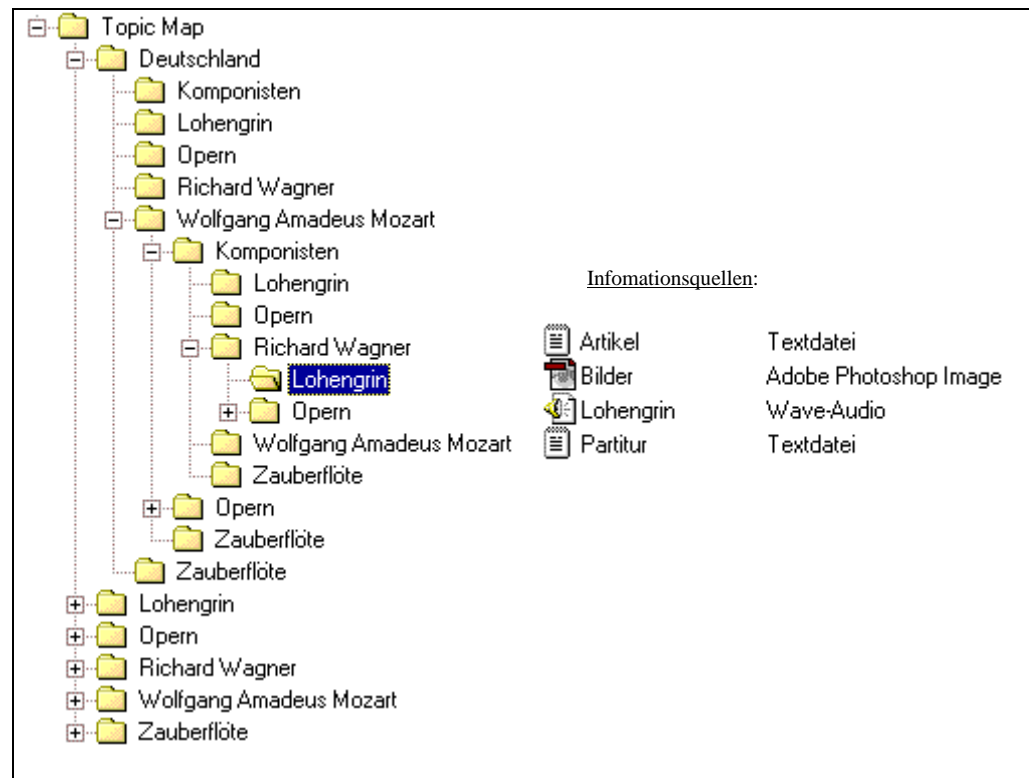 Topic Map
Deutschland
Komponisten
Lohengrin
Opern
Richard Wagner
Wolfgang Amadeus Mozart
Komponisten
Lohengrin
Opern
Richard Wagner
Lohengrin
Opern
Wolfgang Amadeus Mozart
Zauberflöte
Opern
Zauberflöte
Zauberflöte
Lohengrin
Opern
Richard Wagner
Wolfgang Amadeus Mozart
Zauberflöte
Infomationsquellen:
Artikel Textdatei
Bilder Adobe Photoshop Image
Lohengrin Wave-Audio
Partitur Textdatei